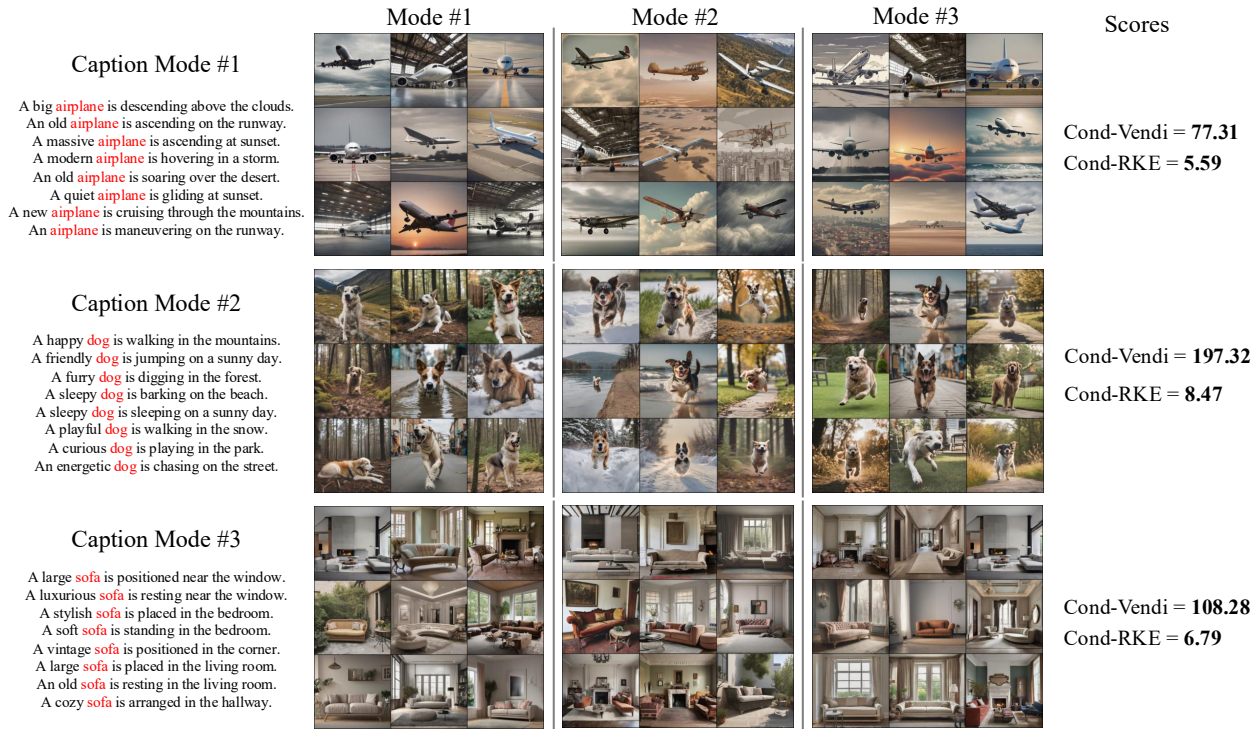 Mode #1
Mode #2
Mode #3
Scores
Caption Mode #1
A big airplane is descending above the clouds.
An old airplane is ascending on the runway.
A massive airplane is ascending at sunset.
A modern airplane is hovering in a storm.
An old airplane is soaring over the desert.
A quiet airplane is gliding at sunset.
A new airplane is cruising through the mountains.
An airplane is maneuvering on the runway.
Cond-Vendi = 77.31
Cond-RKE = 5.59
Caption Mode #2
A happy dog is walking in the mountains.
A friendly dog is jumping on a sunny day.
A furry dog is digging in the forest.
A sleepy dog is barking on the beach.
A sleepy dog is sleeping on a sunny day.
A playful dog is walking in the snow.
A curious dog is playing in the park.
An energetic dog is chasing on the street.
Cond-Vendi = 197.32
Cond-RKE = 8.47
Caption Mode #3
A large sofa is positioned near the window.
A luxurious sofa is resting near the window.
A stylish sofa is placed in the bedroom.
A soft sofa is standing in the bedroom.
A vintage sofa is positioned in the corner.
A large sofa is placed in the living room.
An old sofa is resting in the living room.
A cozy sofa is arranged in the hallway.
Cond-Vendi = 108.28
Cond-RKE = 6.79